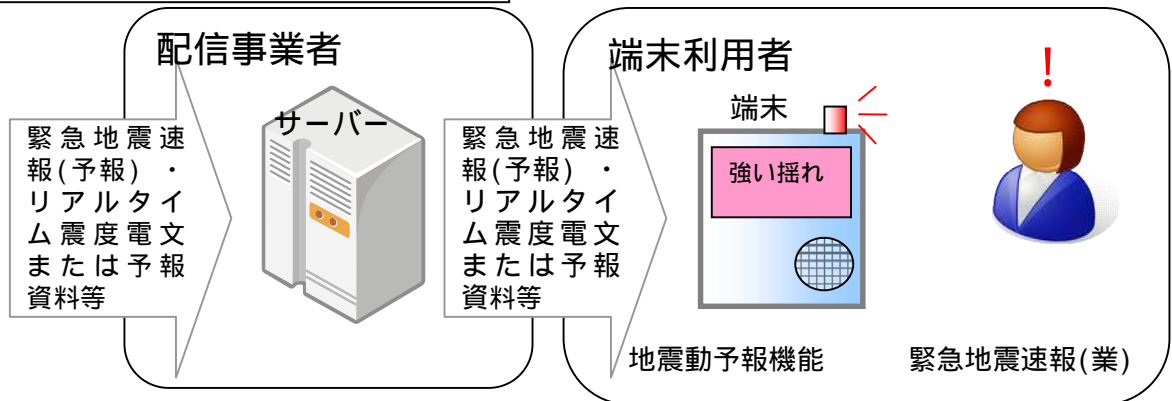 配信事業者
緊急地震速
報(予報)・
リアルタイ
ム震度電文
または予報
資料等
サーバー
緊急地震速
報(予報)・
リアルタイ
ム震度電文
または予報
資料等
端末利用者
端末
!
強い揺れ
地震動予報機能
緊急地震速報(業)